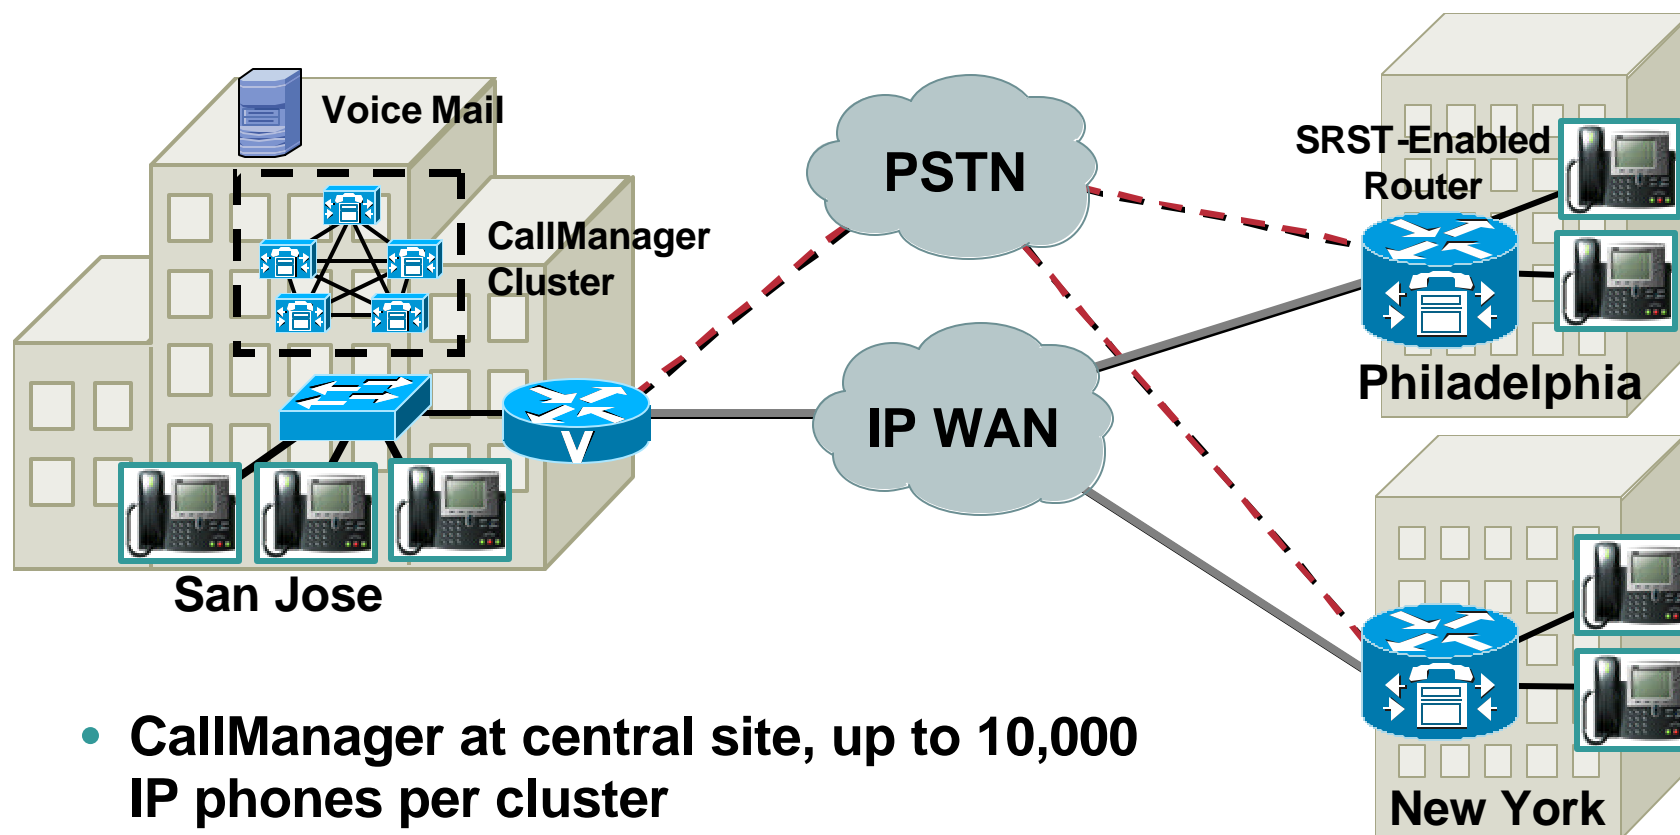 Voice Mail
CallManager
Cluster
San Jose
V
PSTN
IP WAN
SRST-Enabled
Router
Philadelphia
New York
• CallManager at central site, up to 10,000
IP phones per cluster